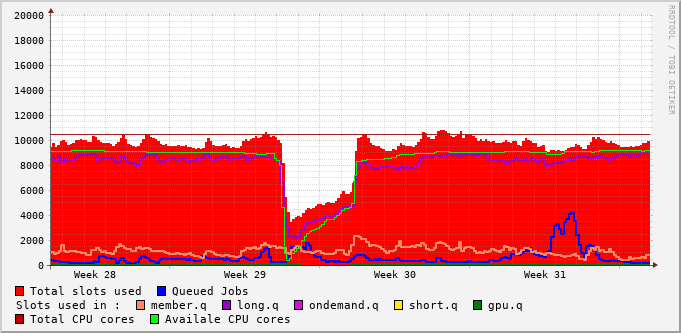 20000
18000
16000
14000
12000
10000
8000
6000
4000
2000
0
Week 28 Week 29 Week 30 Week 31
RRDTOOL / TOBI OETIKER
Total slots used Queued Jobs
Slots used in : member.q long.q ondemand.q short.q gpu.q
Total CPU cores Availale CPU cores